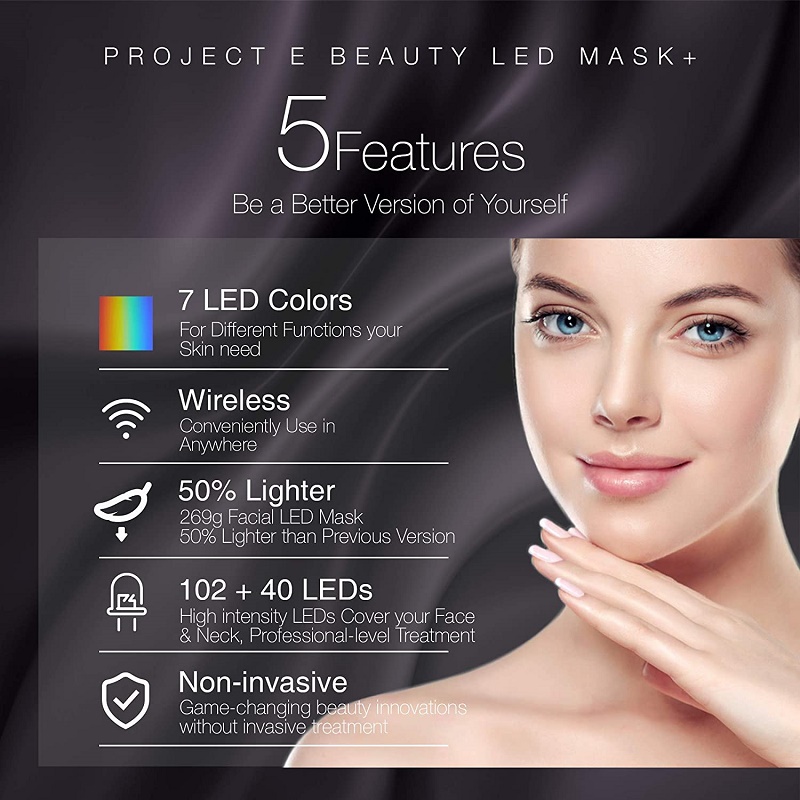 PROJECT E BEAUTY LED MASK+
5 Features
Be a Better Version of Yourself
7 LED Colors
For Different Functions your
Skin need
Wireless
Conveniently Use in
Anywhere
50% Lighter
269g Facial LED Mask
50% Lighter than Previous Version
102 + 40 LEDs
High intensity LEDs Cover your Face
& Neck, Professional-level Treatment
Non-invasive
Game-changing beauty innovations
without invasive treatment